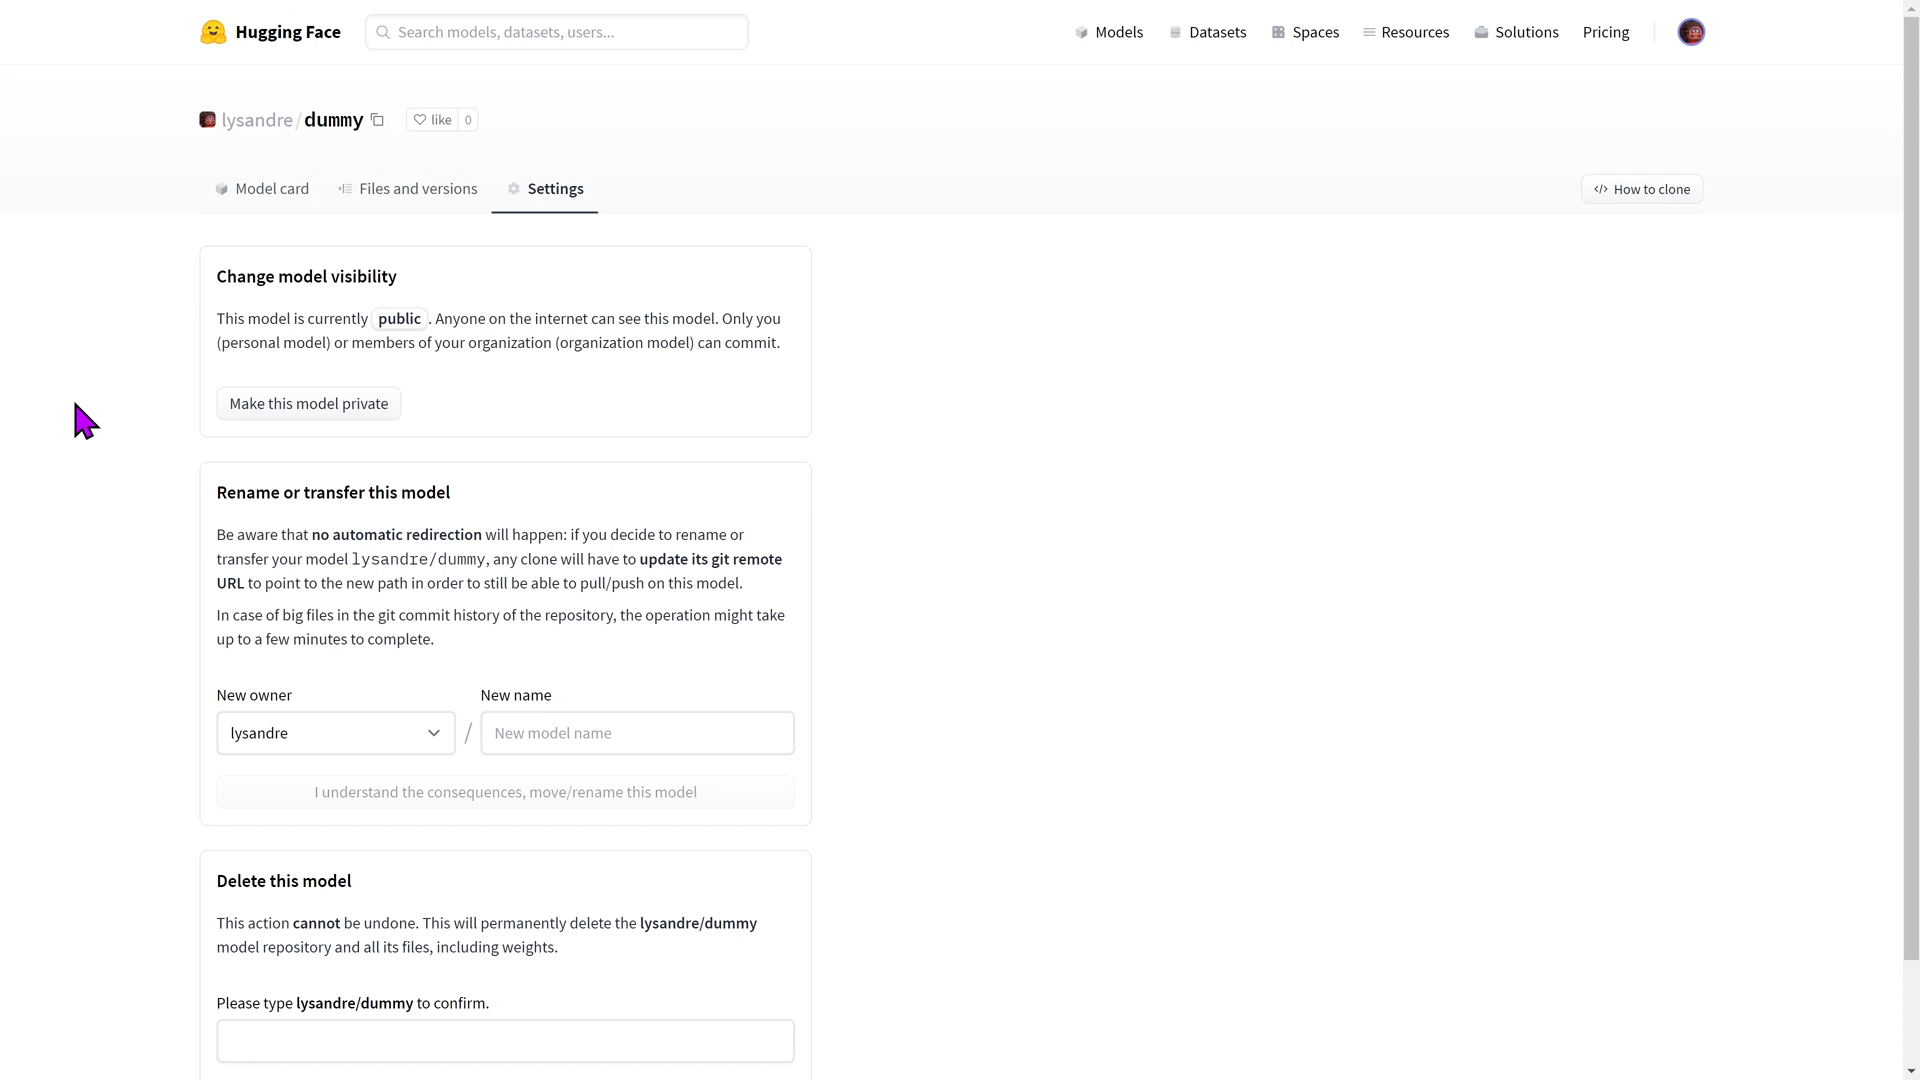 Hugging Face
Search models, datasets, users...
Models
Datasets
Spaces
Resources
Solutions
Pricing
lysandre/dummy
like 0
Model card
Files and versions
Settings
</> How to clone
Change model visibility
This model is currently public. Anyone on the internet can see this model. Only you
(personal model) or members of your organization (organization model) can commit.
Make this model private
Rename or transfer this model
Be aware that no automatic redirection will happen: if you decide to rename or
transfer your model lysandre/dummy, any clone will have to update its git remote
URL to point to the new path in order to still be able to pull/push on this model.
In case of big files in the git commit history of the repository, the operation might take
up to a few minutes to complete.
New owner
New name
lysandre
/
New model name
I understand the consequences, move/rename this model
Delete this model
This action cannot be undone. This will permanently delete the lysandre/dummy
model repository and all its files, including weights.
Please type lysandre/dummy to confirm.